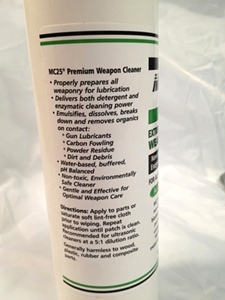 MC25® Premium Weapon Cleaner
• Properly prepares all
weaponry for lubrication
• Delivers both detergent and
enzymatic cleaning power
• Emulsifies, dissolves, breaks
down and removes organics
on contact:
• Gun Lubricants
• Carbon Fowling
• Powder Residue
• Dirt and Debris
• Water-based, buffered,
pH Balanced
• Non-toxic, Environmentally
Safe Cleaner
• Gentle and Effective for
Optimal Weapon Care
Directions: Apply to parts or
saturate soft lint-free cloth
prior to wiping. Repeat
application until patch is clean.
Recommended for ultrasonic
cleaners at a 5:1 dilution ratio.
Generally harmless to wood,
plastic, rubber and composite
parts.
EXT
WEA